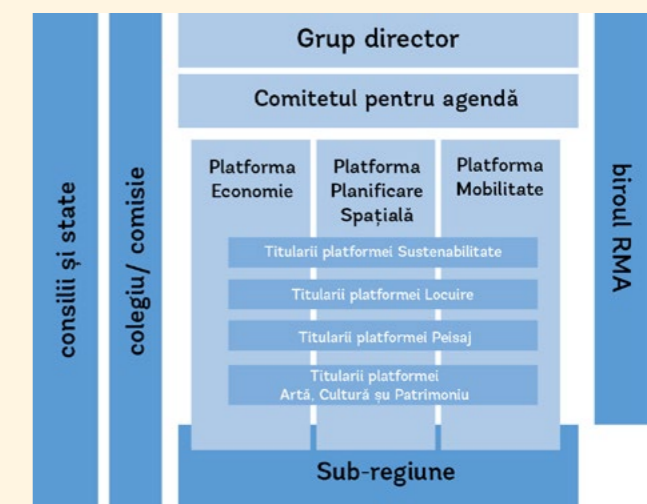 Grup director
Comitetul pentru agendă
consilii și state
colegiu/ comisie
Platforma
Economie
Platforma
Planificare
Spațială
Platforma
Mobilitate
Titularii platformei Sustenabilitate
Titularii platformei Locuire
Titularii platformei Peisaj
Titularii platformei
Artă, Cultură șu Patrimoniu
biroul RMA
Sub-regiune